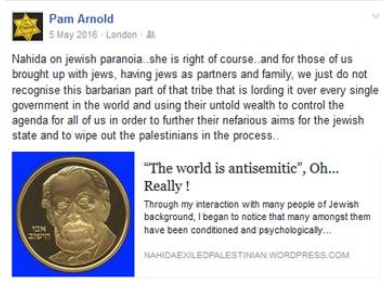 Pam Arnold
5 May 2016 · London ·
Nahida on jewish paranoia..she is right of course..and for those of us
brought up with jews, having jews as partners and family, we just do not
recognise this barbarian part of that tribe that is lording it over every single
government in the world and using their untold wealth to control the
agenda for all of us in order to further their nefarious aims for the jewish
state and to wipe out the palestinians in the process..
אבי
הישוב
“The world is antisemitic”, Oh...
Really !
Through my interaction with many people of Jewish
background, I began to notice that many amongst them
have been conditioned and psychologically...
NAHIDAEXILEDPALESTINIAN.WORDPRESS.COM